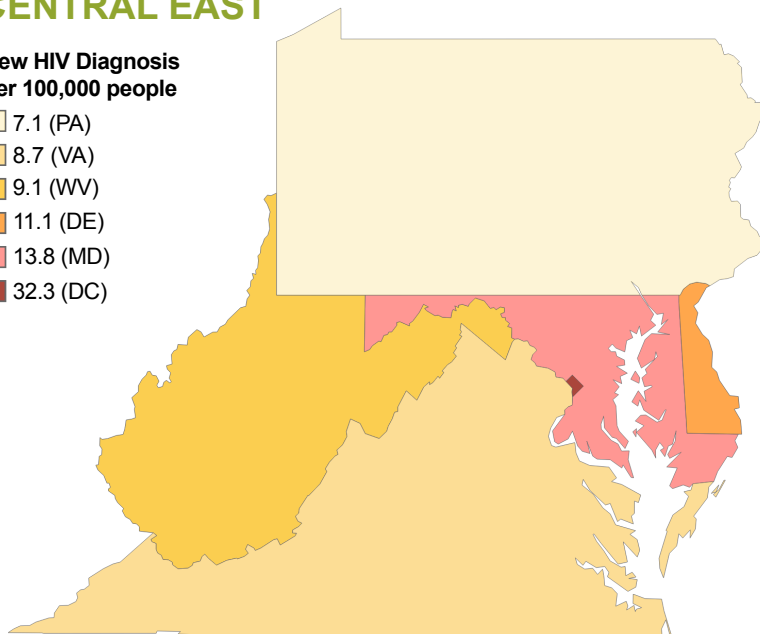 CENTRAL EAST
ew HIV Diagnosis
er 100,000 people
7.1 (PA)
8.7 (VA)
9.1 (WV)
11.1 (DE)
13.8 (MD)
32.3 (DC)